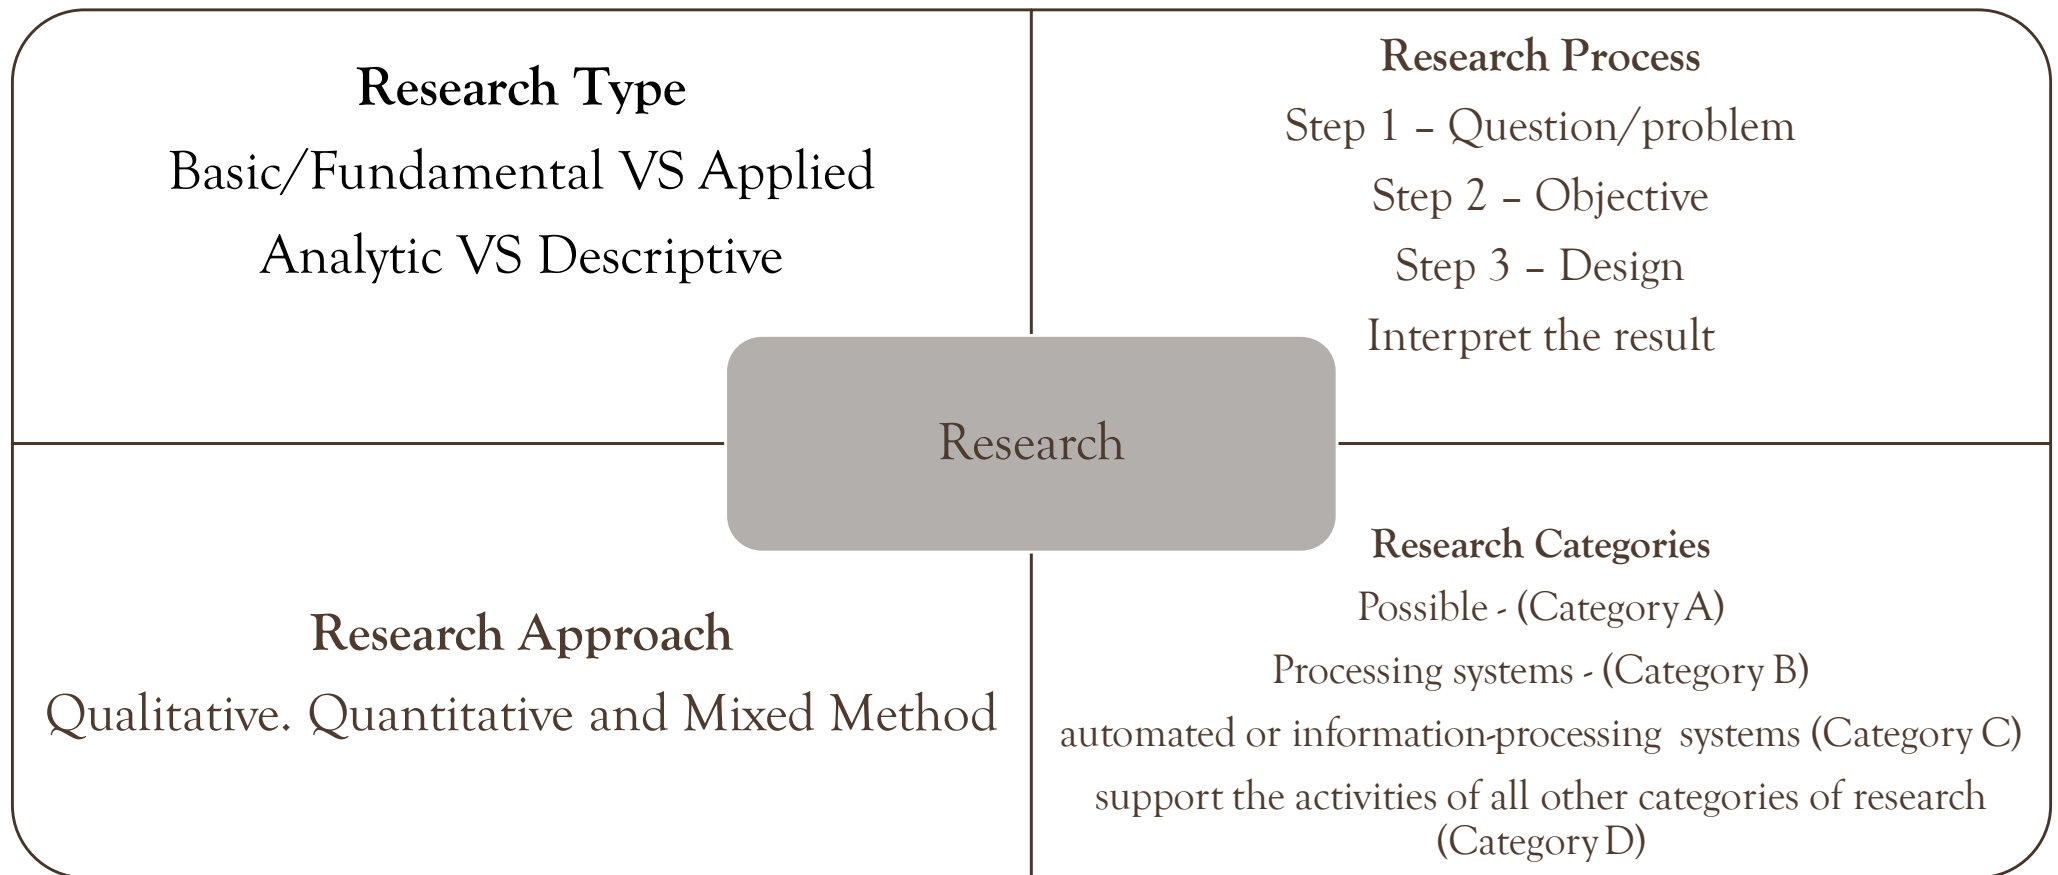 Research Type
Basic/Fundamental VS Applied
Analytic VS Descriptive
Research Process
Step 1 – Question/problem
Step 2 – Objective
Step 3 – Design
Interpret the result
Research
Research Approach
Qualitative. Quantitative and Mixed Method
Research Categories
Possible - (Category A)
Processing systems - (Category B)
automated or information-processing systems (Category C)
support the activities of all other categories of research
(Category D)